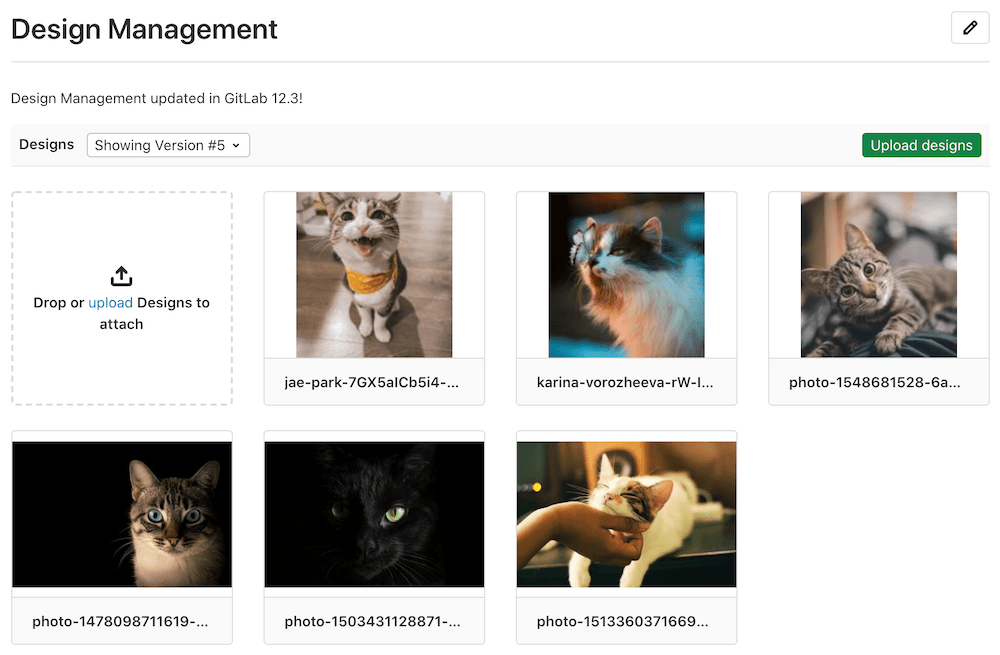 Design Management
Design Management updated in GitLab 12.3!
Designs
Showing Version #5
Upload designs
Drop or upload Designs to
attach
jae-park-7GX5aICb5i4-...
karina-vorozheeva-rW-I...
photo-1548681528-6a...
photo-1478098711619-...
photo-1503431128871-...
photo-1513360371669...